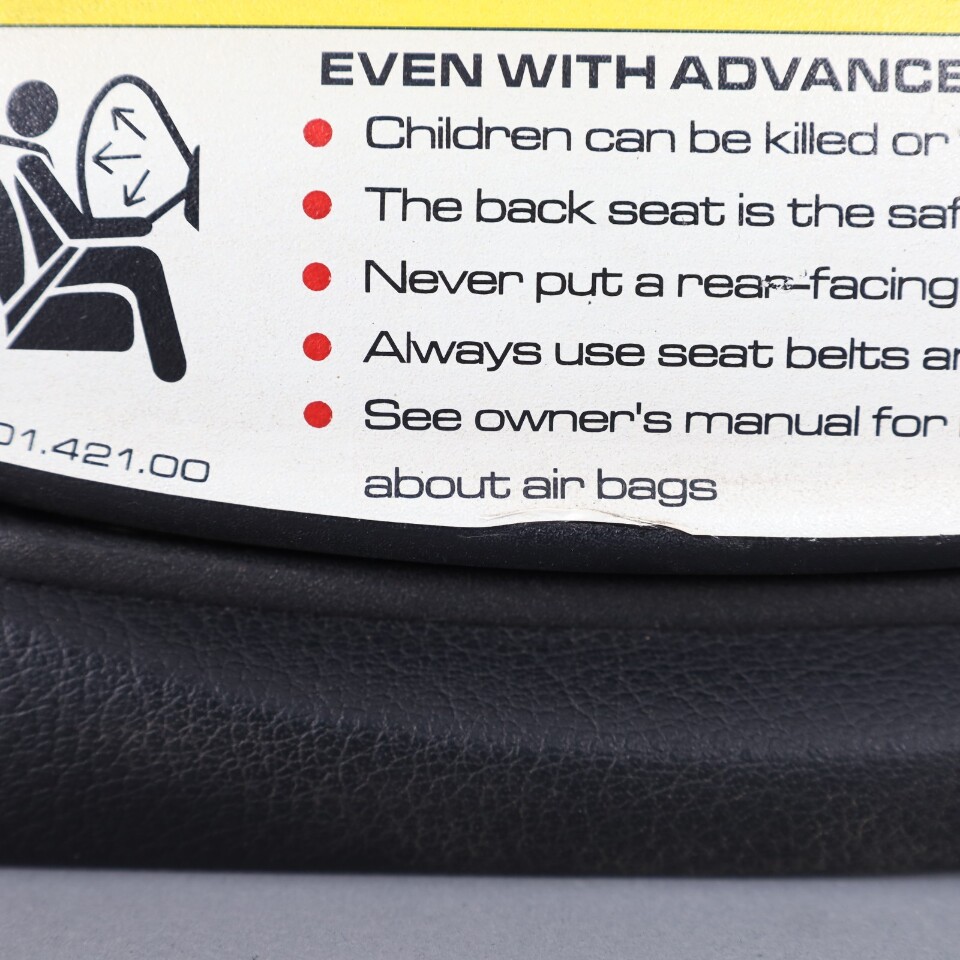 EVEN WITH ADVANCE
Children can be killed or
The back seat is the saf
Never put a rear-facing
Always use seat belts an
See owner's manual for
about air bags
01.421.00